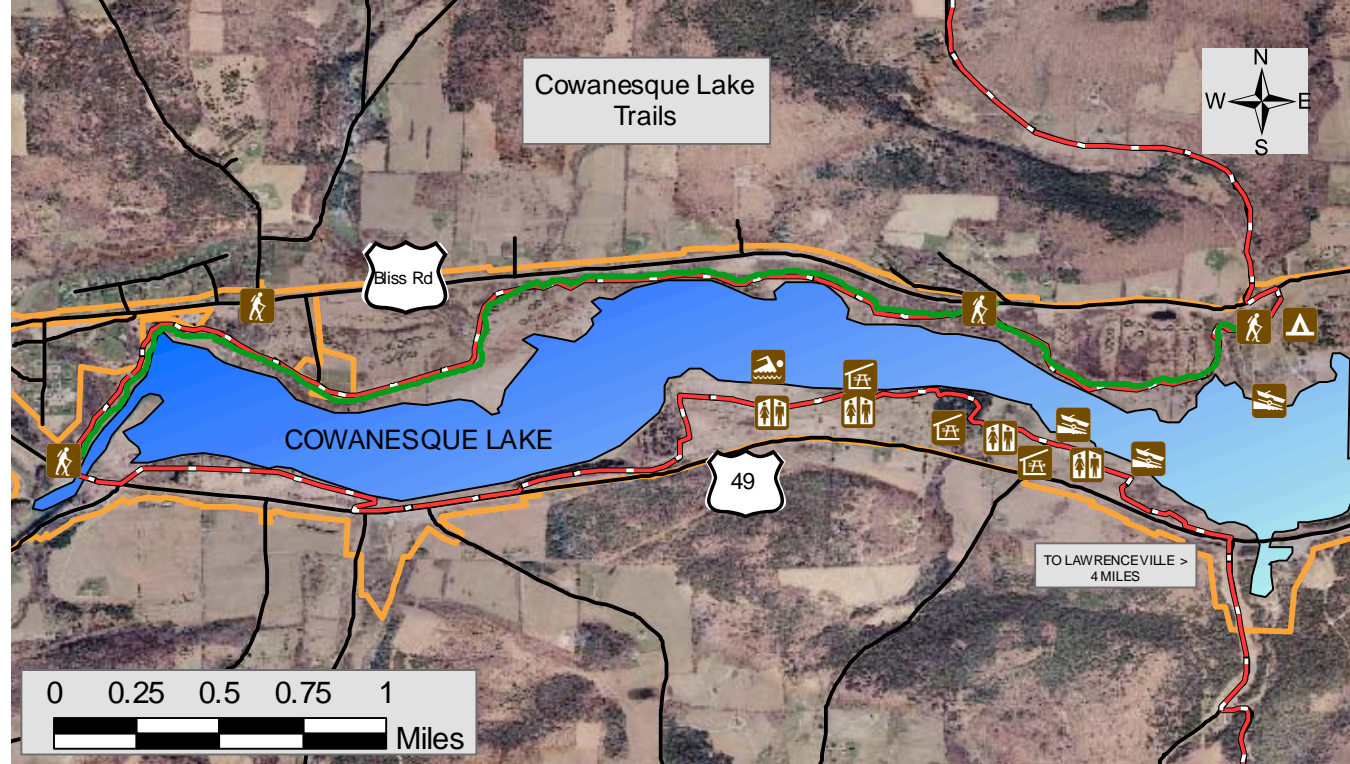 Cowanesque Lake
Trails
N
W E
S
Bliss Rd
COWANESQUE LAKE
49
TO LAWRENCEVILLE >
4 MILES
0 0.25 0.5 0.75 1
Miles